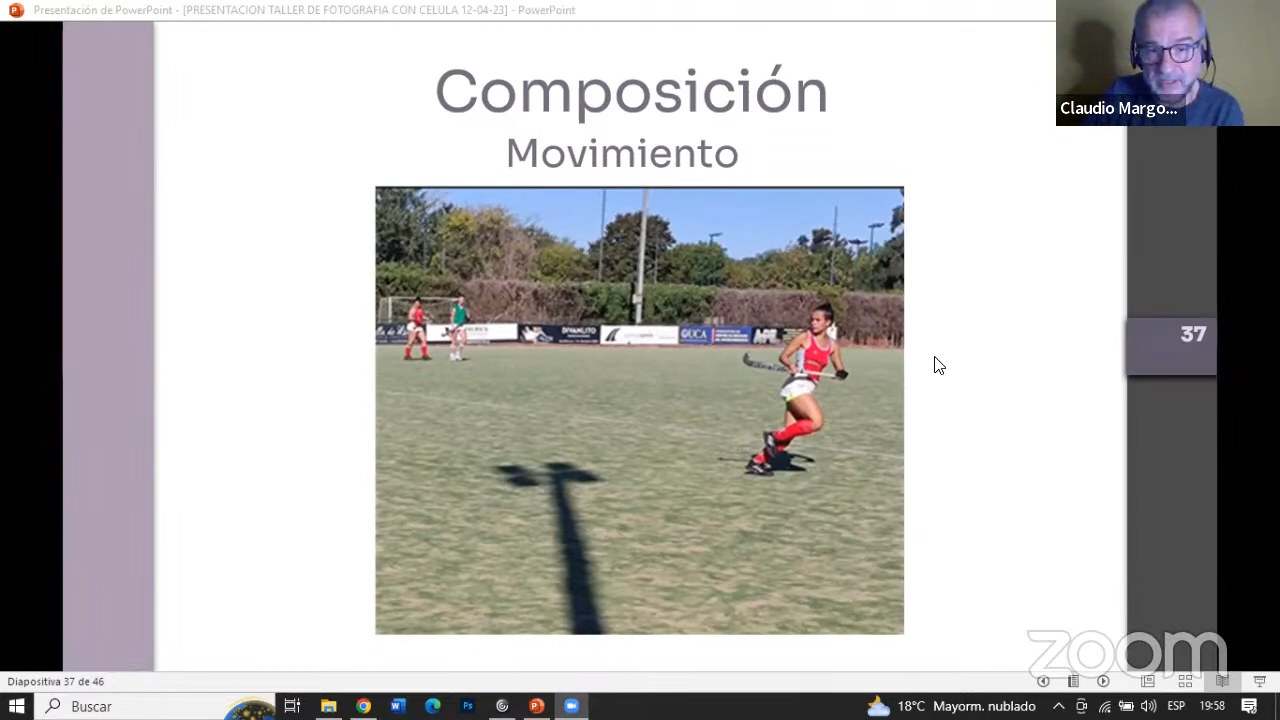 Presentación de PowerPoint - [PRESENTACION TALLER DE FOTOGRAFIA CON CELULA 12-04-23] - PowerPoint
Claudio Margo...
Composición
Movimiento
37
UCA
zoom
Diapositiva 37 de 46
Buscar
18°C Mayorm. nublado
ESP
19:58